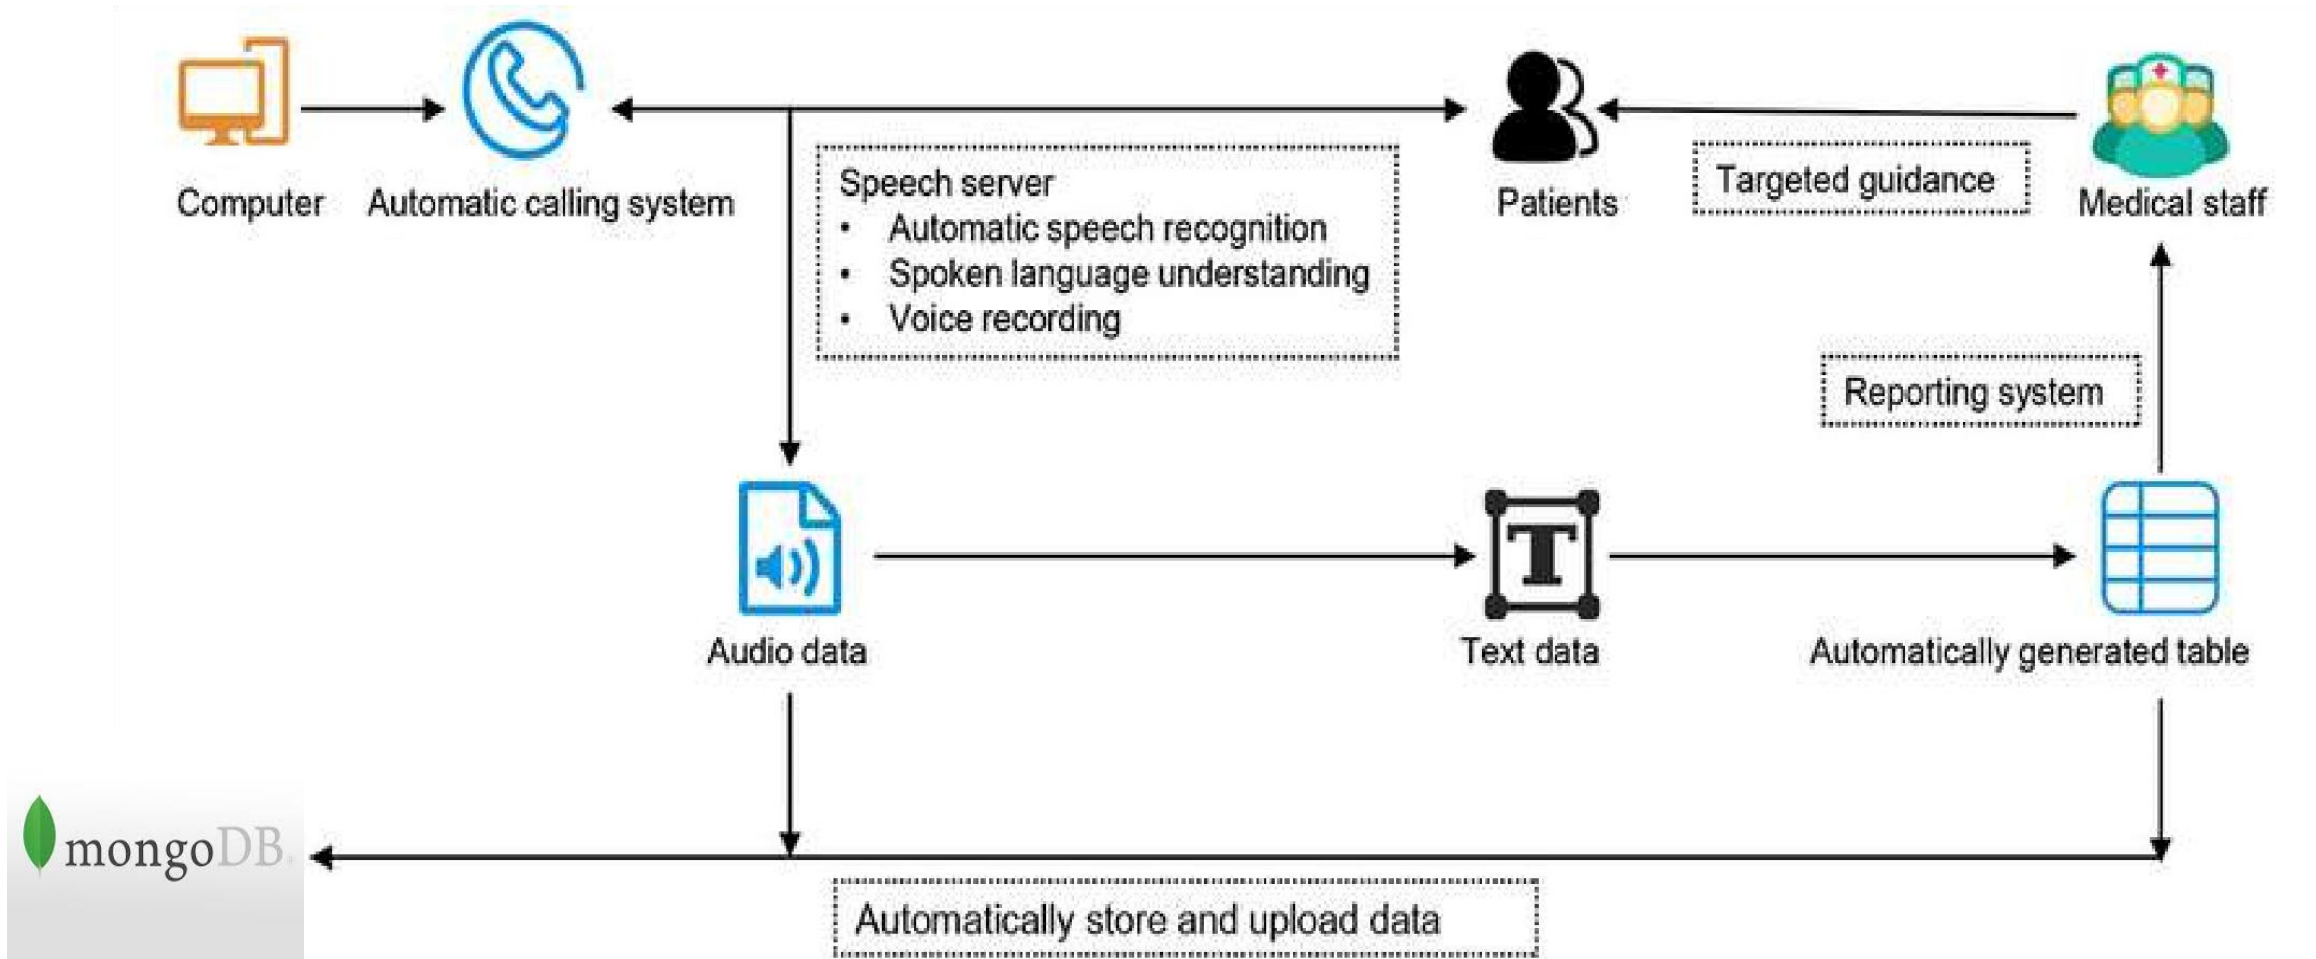 Computer
Automatic calling system
Speech server
• Automatic speech recognition
• Spoken language understanding
• Voice recording
Patients
Targeted guidance
Medical staff
Reporting system
Audio data
T
Text data
Automatically generated table
mongoDB
Automatically store and upload data